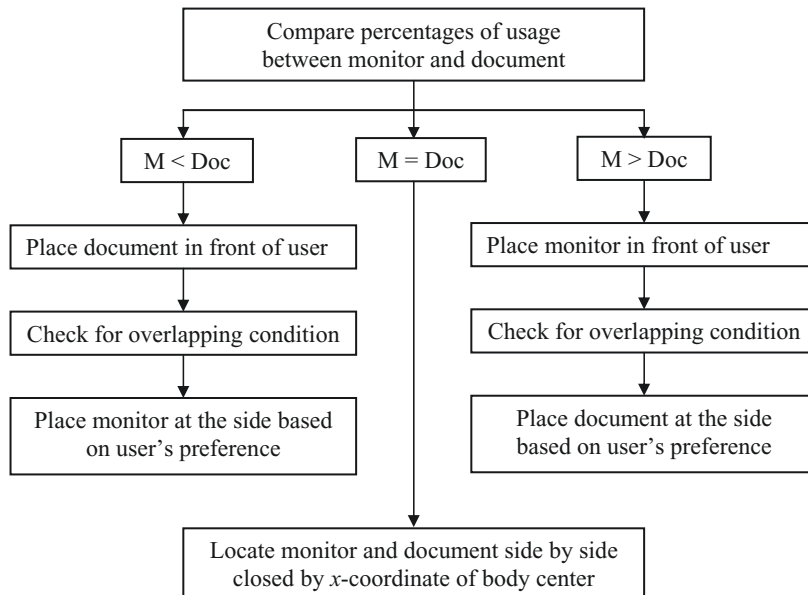 Compare percentages of usage
between monitor and document
M < Doc
M = Doc
M > Doc
Place document in front of user
Place monitor in front of user
Check for overlapping condition
Check for overlapping condition
Place monitor at the side based
on user’s preference
Place document at the side
based on user’s preference
Locate monitor and document side by side
closed by x-coordinate of body center